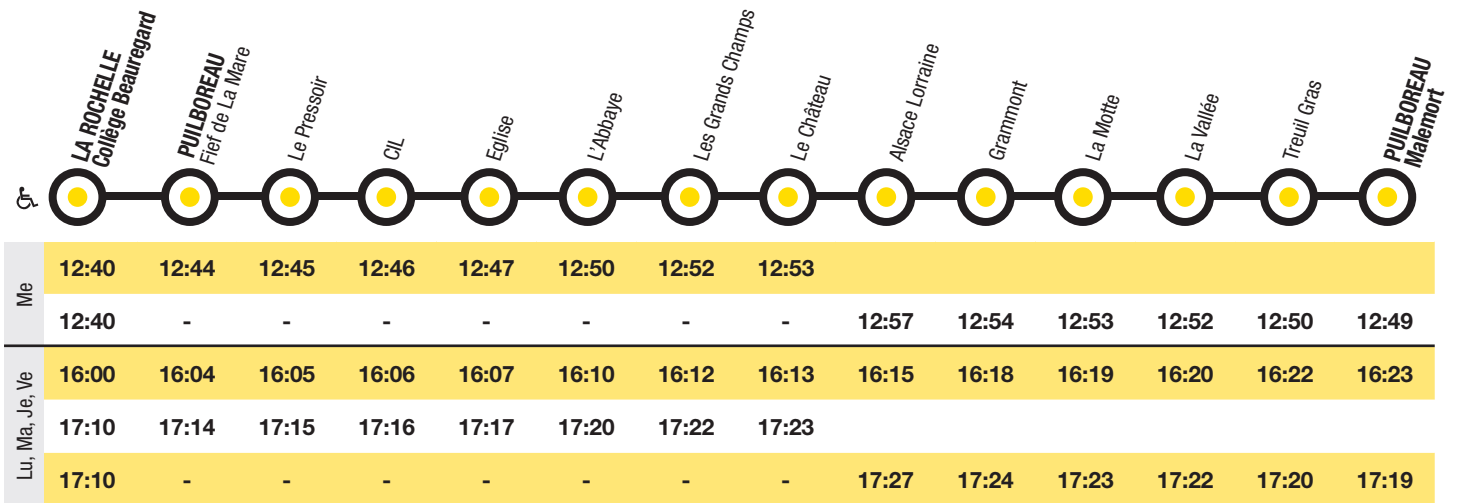 LA ROCHELLE
Collège Beauregard
PUILBOREAU
Fief de La Mare
Le Pressoir
CIL
Eglise
L'Abbaye
Les Grands Champs
Le Château
Alsace Lorraine
Grammont
La Motte
La Vallée
Treuil Gras
PUILBOREAU
Malemort
Me
12:40 12:44 12:45 12:46 12:47 12:50 12:52 12:53
12:40 - - - - - - - 12:57 12:54 12:53 12:52 12:50 12:49
Lu, Ma, Je, Ve
16:00 16:04 16:05 16:06 16:07 16:10 16:12 16:13 16:15 16:18 16:19 16:20 16:22 16:23
17:10 17:14 17:15 17:16 17:17 17:20 17:22 17:23
17:10 - - - - - - - 17:27 17:24 17:23 17:22 17:20 17:19